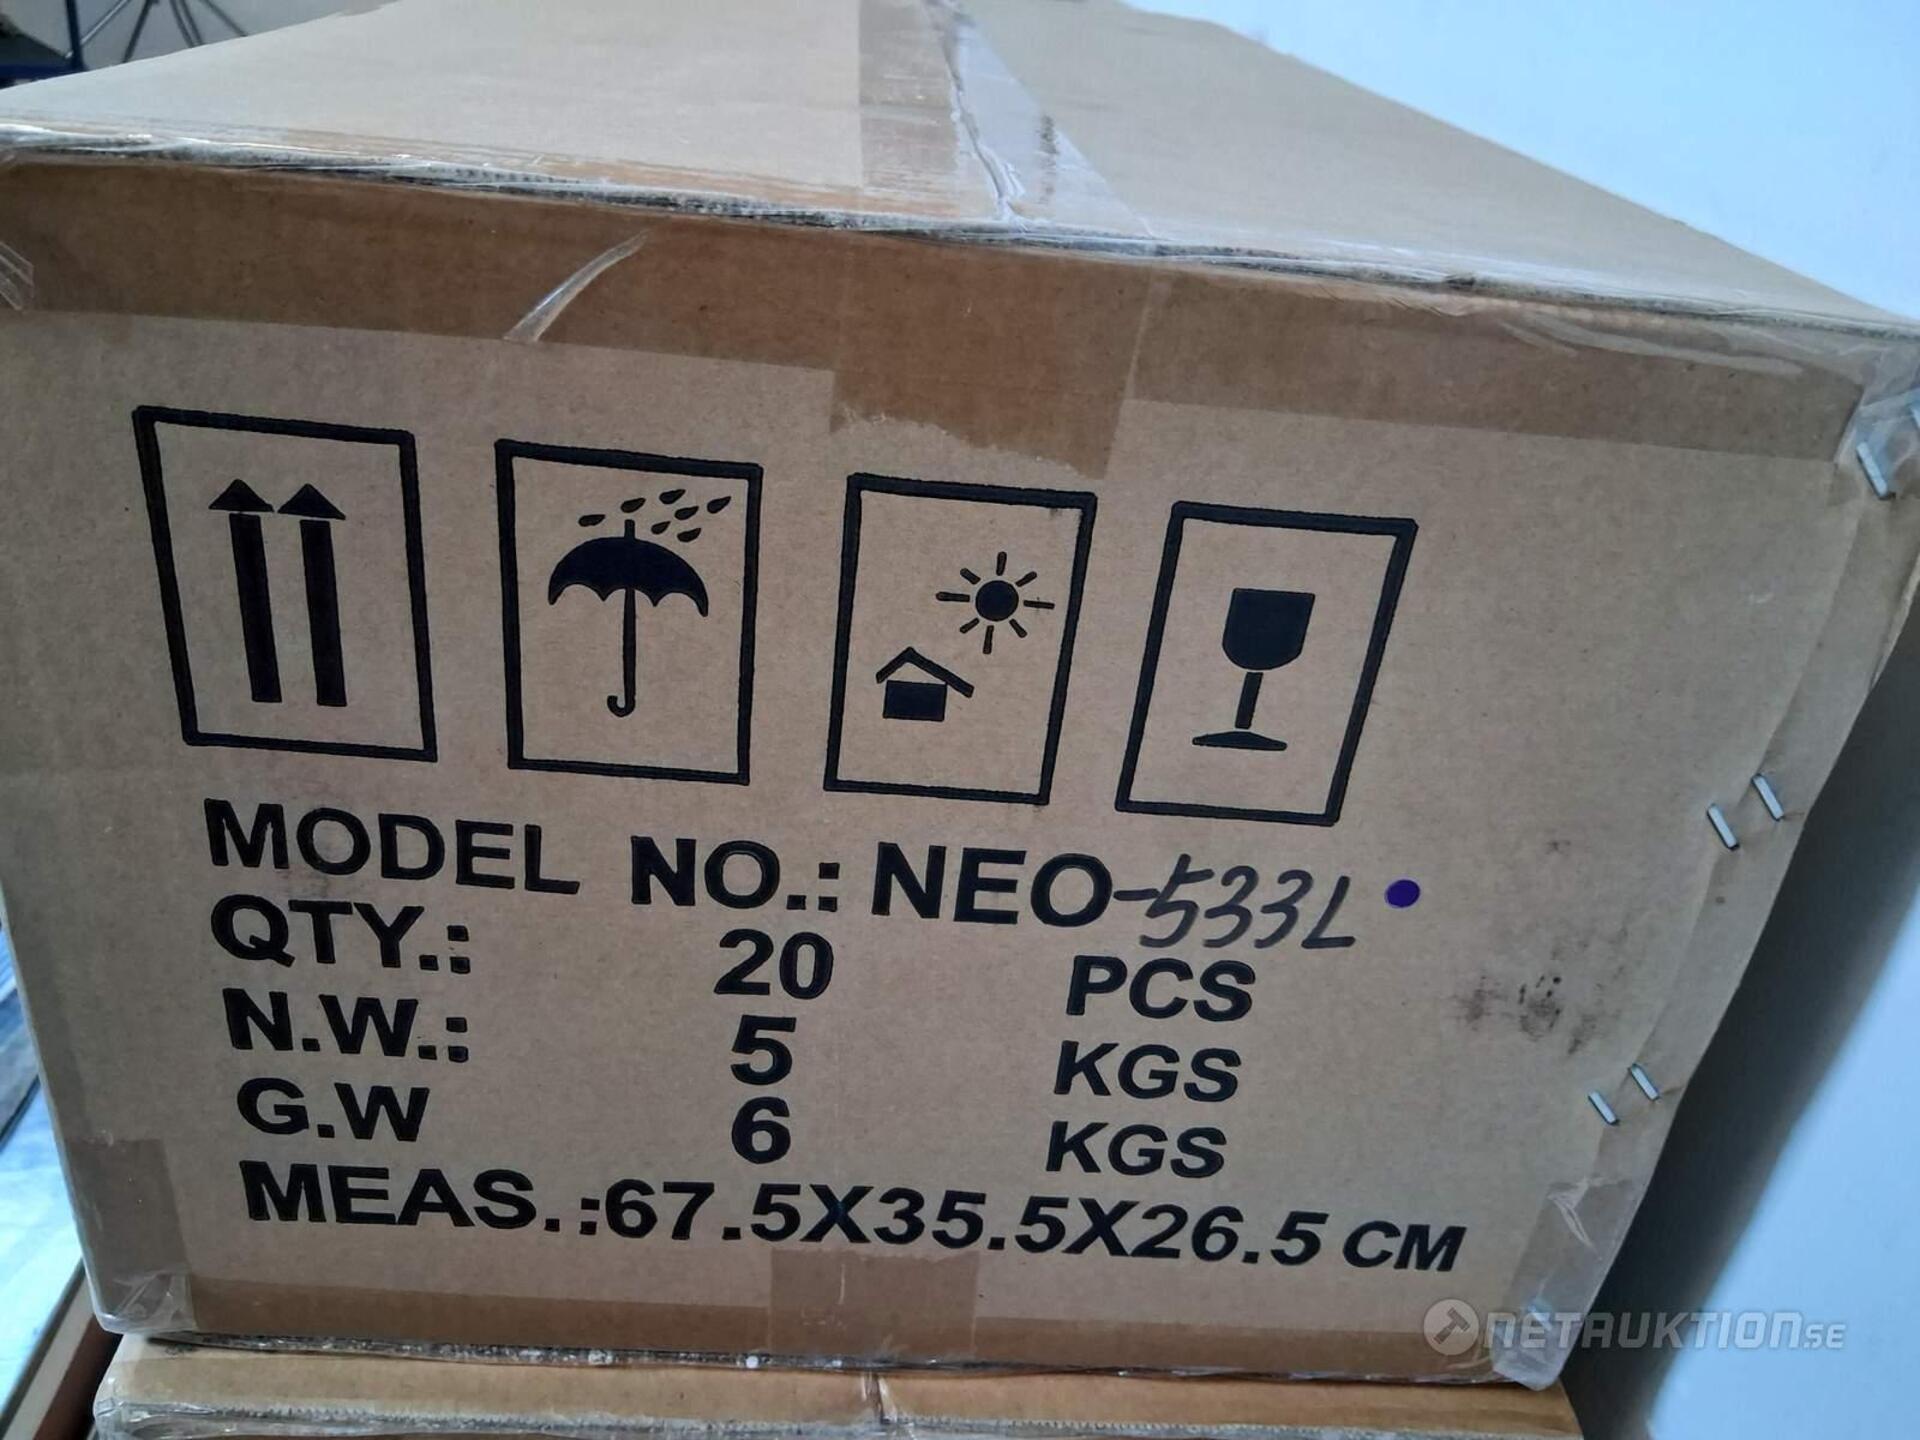 MODEL NO.: NEO-533L
QTY.: 20 PCS
N.W.: 5 KGS
G.W 6 KGS
MEAS.:67.5X35.5X26.5 CM
NETAUKTION.SE